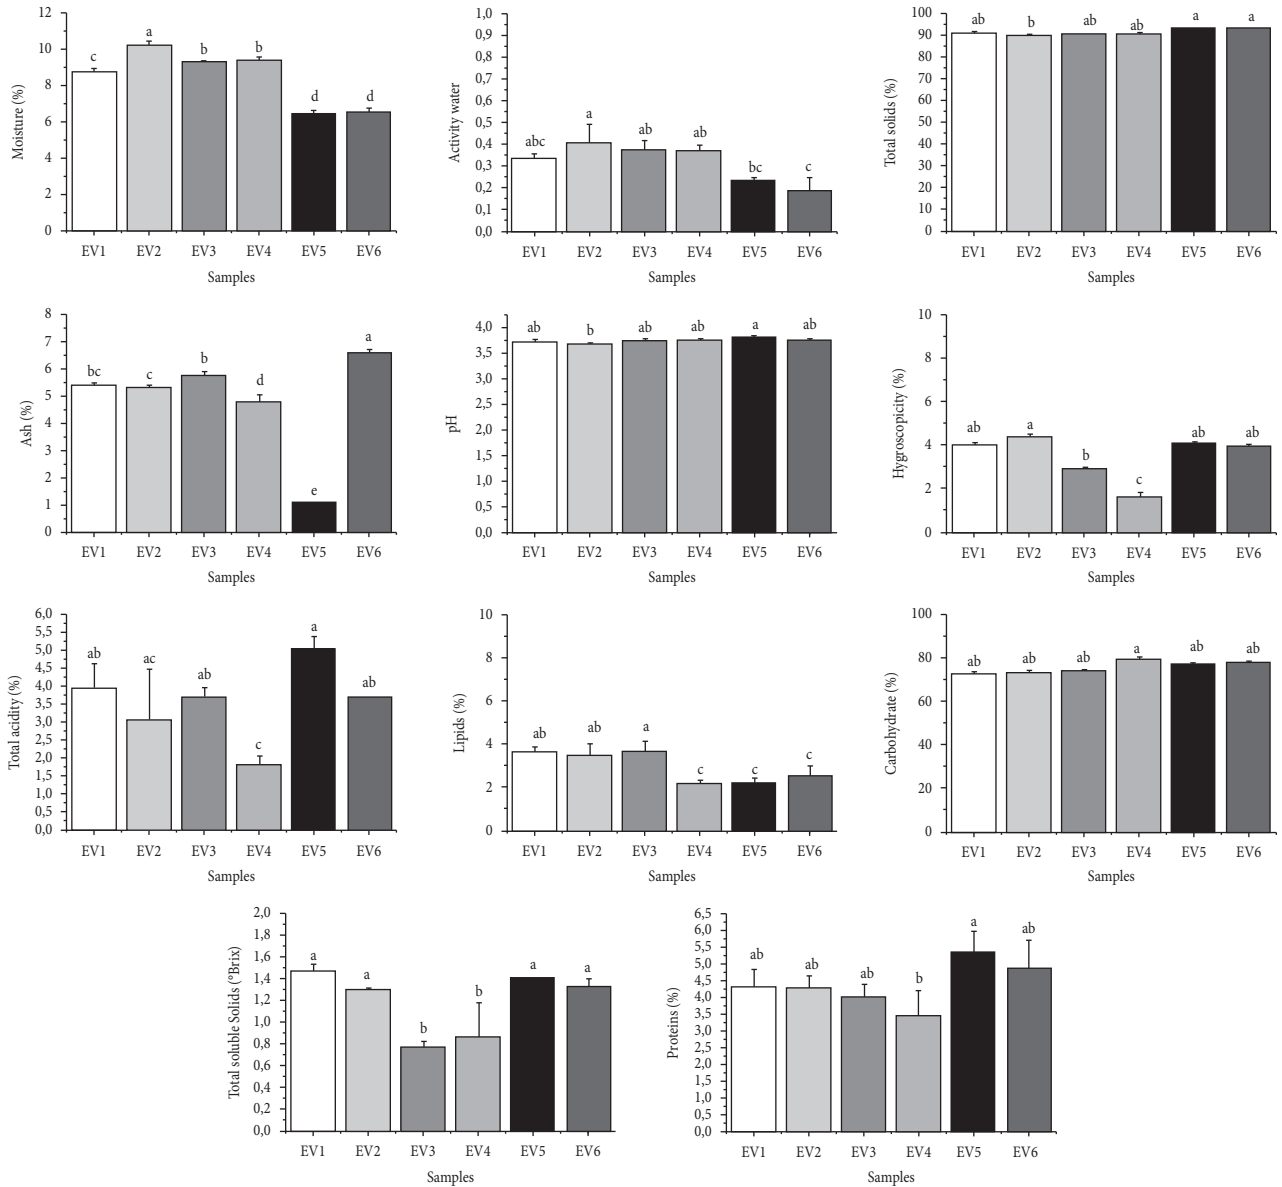 Moisture (%)
12
10
8
6
4
2
0
c
a
b
b
d
d
EV1 EV2 EV3 EV4 EV5 EV6
Samples
Activity water
1,0
0,9
0,8
0,7
0,6
0,5
0,4
0,3
0,2
0,1
0,0
abc
a
ab
ab
bc
c
EV1 EV2 EV3 EV4 EV5 EV6
Samples
Total solids (%)
100
90
80
70
60
50
40
30
20
10
0
ab
b
ab
ab
a
a
EV1 EV2 EV3 EV4 EV5 EV6
Samples
Ash (%)
8
7
6
5
4
3
2
1
0
bc
c
b
d
e
a
EV1 EV2 EV3 EV4 EV5 EV6
Samples
pH
4,0
3,5
3,0
2,5
2,0
1,5
1,0
0,5
0,0
ab
b
ab
ab
a
ab
EV1 EV2 EV3 EV4 EV5 EV6
Samples
Hygroscopicity (%)
10
8
6
4
2
0
ab
a
b
c
ab
ab
EV1 EV2 EV3 EV4 EV5 EV6
Samples
Total acidity (%)
6,0
5,5
5,0
4,5
4,0
3,5
3,0
2,5
2,0
1,5
1,0
0,5
0,0
ab
ac
ab
c
a
ab
EV1 EV2 EV3 EV4 EV5 EV6
Samples
Lipids (%)
10
8
6
4
2
0
ab
ab
a
c
c
c
EV1 EV2 EV3 EV4 EV5 EV6
Samples
Carbohydrate (%)
100
80
60
40
20
0
ab
ab
ab
a
ab
ab
EV1 EV2 EV3 EV4 EV5 EV6
Samples
Total soluble Solids (°Brix)
2,0
1,8
1,6
1,4
1,2
1,0
0,8
0,6
0,4
0,2
0,0
a
a
b
b
a
a
EV1 EV2 EV3 EV4 EV5 EV6
Samples
Proteins (%)
6,5
6,0
5,5
5,0
4,5
4,0
3,5
3,0
2,5
2,0
1,5
1,0
0,5
0,0
ab
ab
ab
b
a
ab
EV1 EV2 EV3 EV4 EV5 EV6
Samples